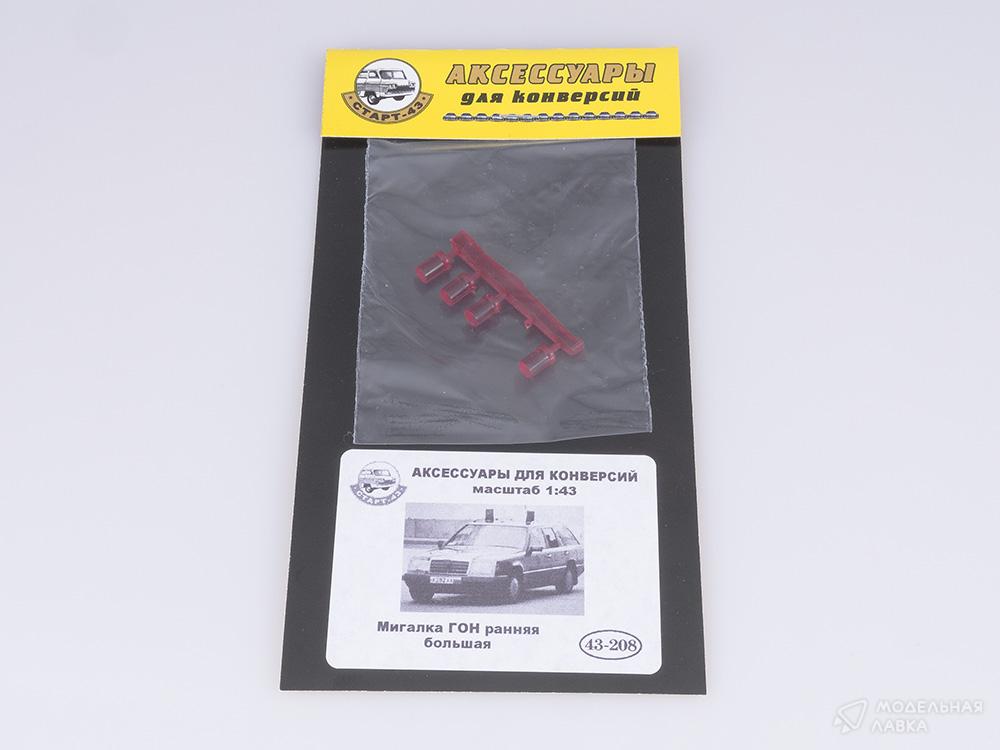 АКСЕССУАРЫ
для конверсий
СТАРТ-43
АКСЕССУАРЫ ДЛЯ КОНВЕРСИЙ
масштаб 1:43
СТАРТ-43
Мигалка ГОН ранняя
большая
43-208
МОДЕЛЬНАЯ
ЛАВКА